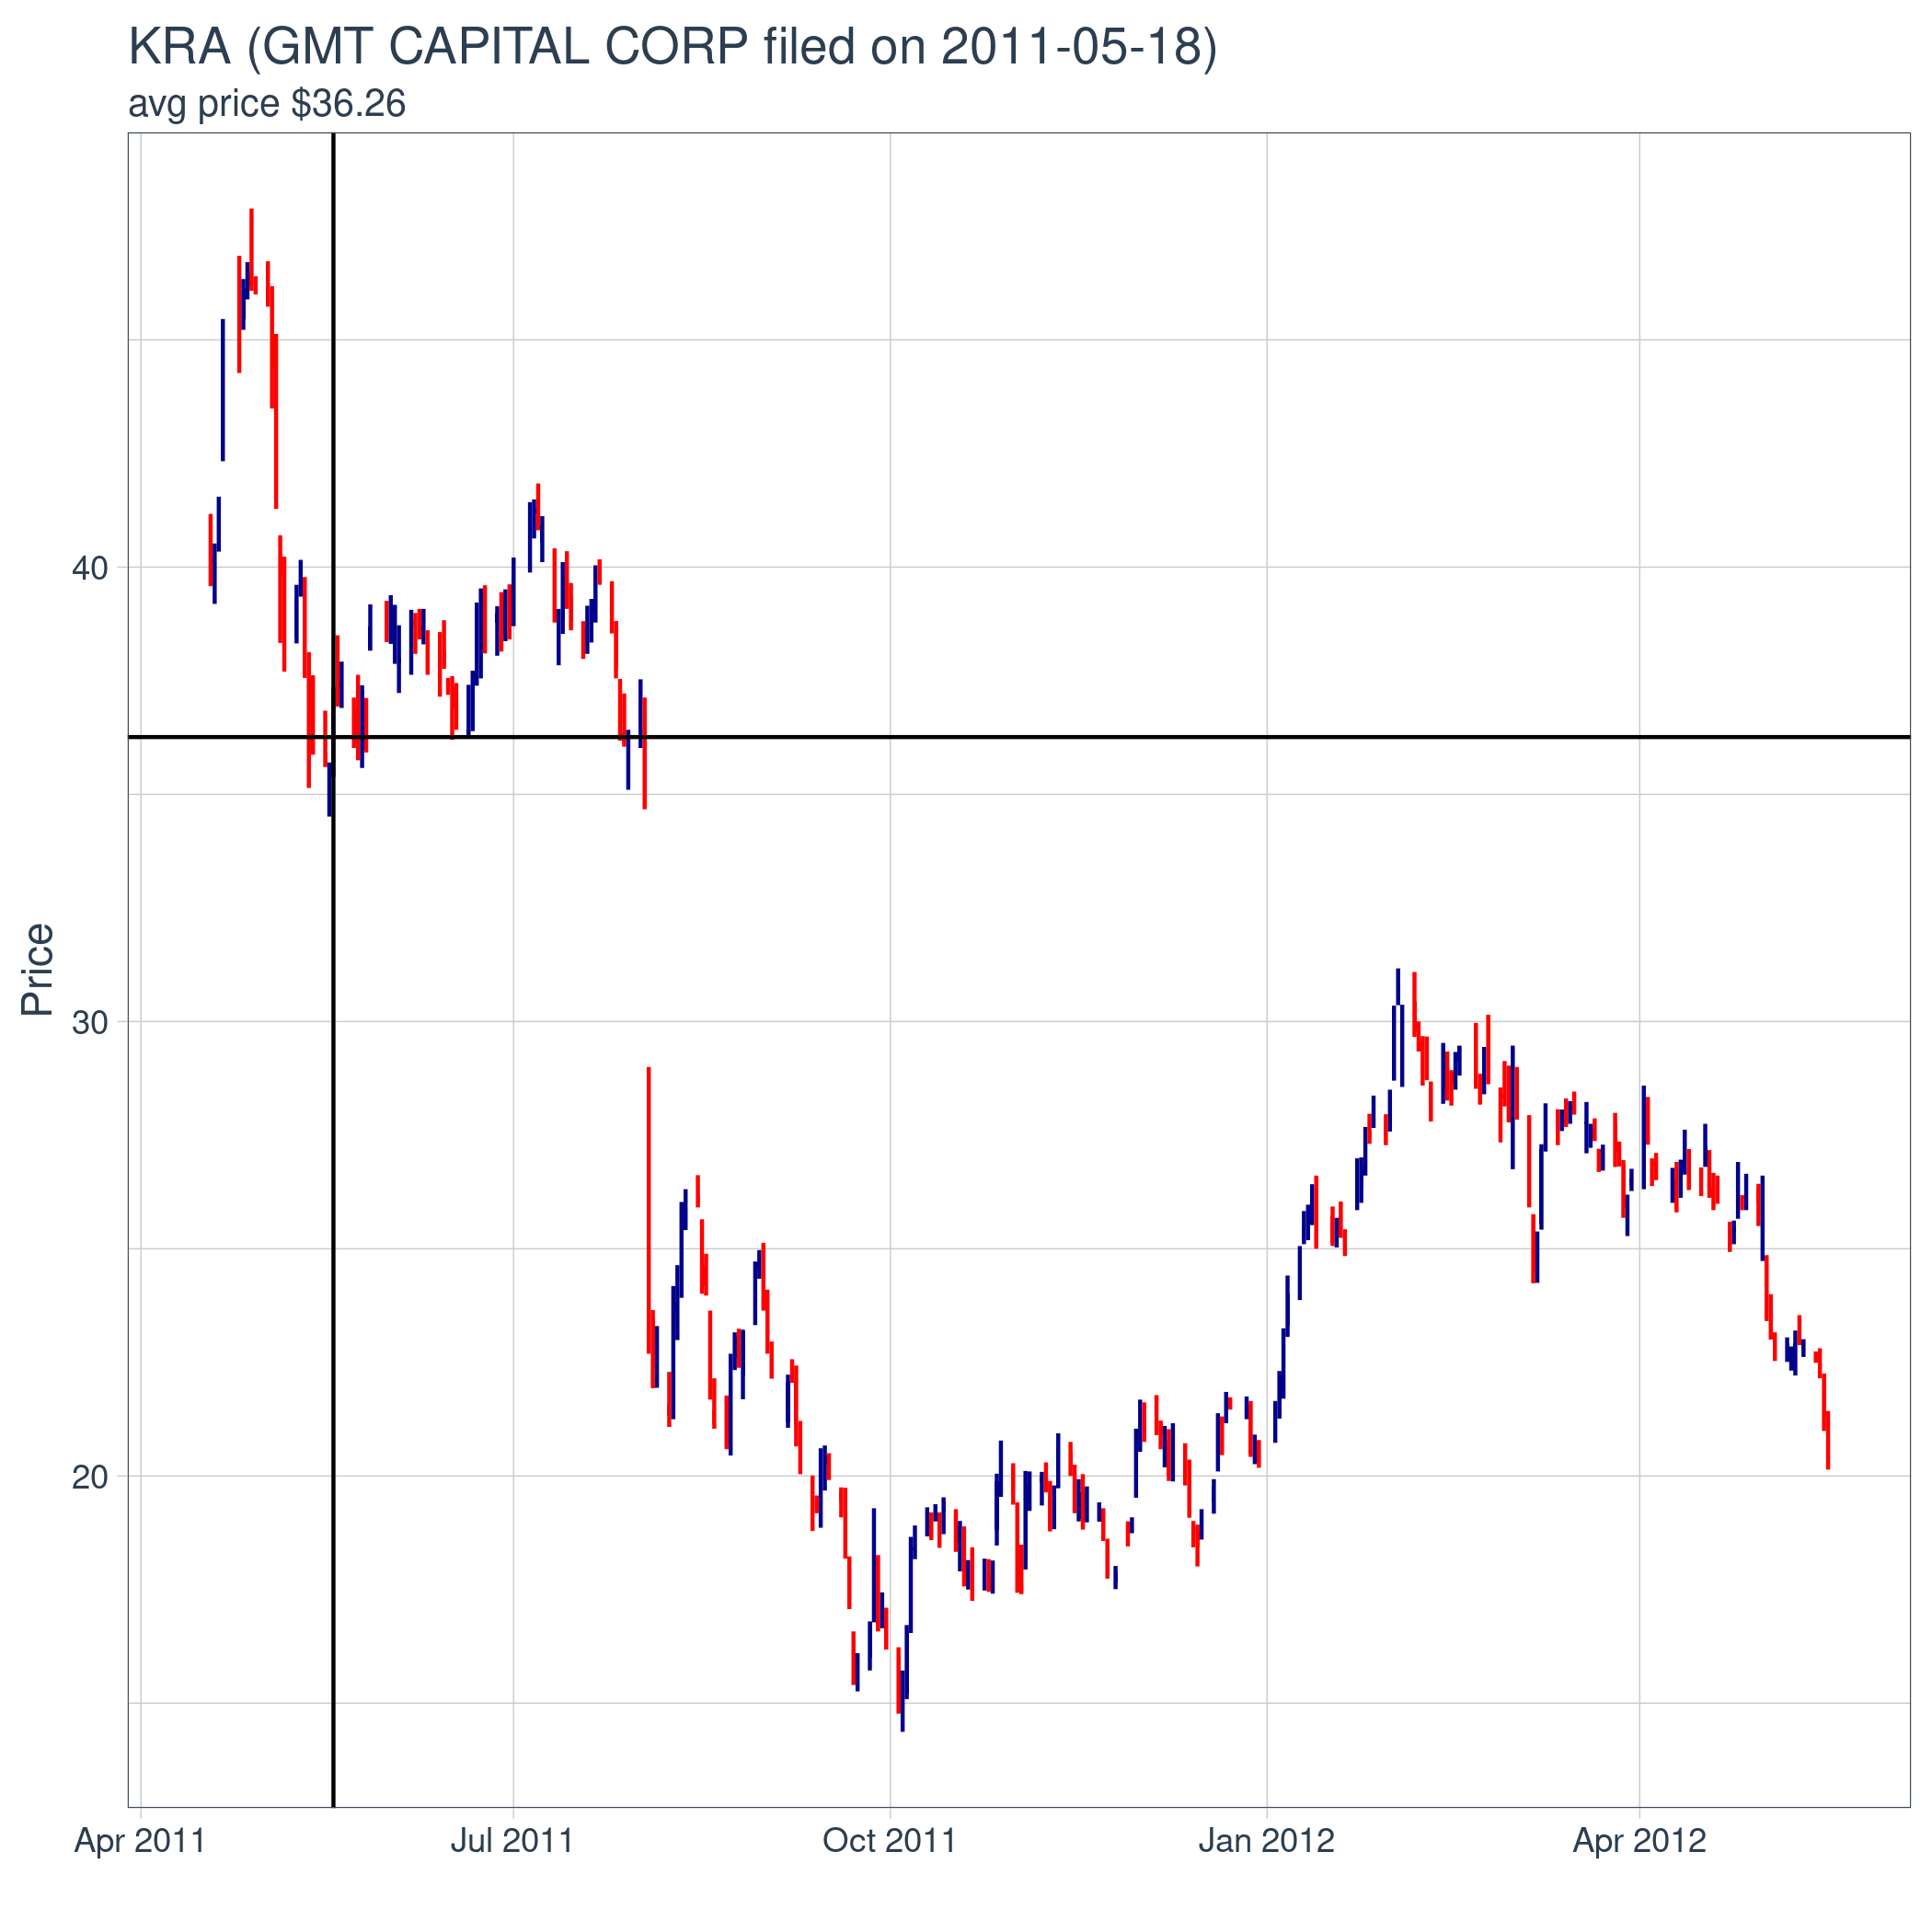 KRA (GMT CAPITAL CORP filed on 2011-05-18)
avg price $36.26
Price
40
30
20
Apr 2011
Jul 2011
Oct 2011
Jan 2012
Apr 2012